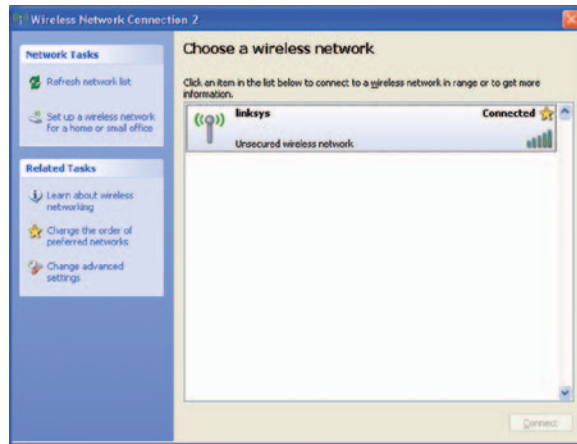 Wireless Network Connection 2
Network Tasks
Refresh network list
Set up a wireless network
for a home or small office
Related Tasks
Learn about wireless
networking
Change the order of
preferred networks
Change advanced
settings
Choose a wireless network
Click an item in the list below to connect to a wireless network in range or to get more
information.
linksys
Connected
Unsecured wireless network
Connect